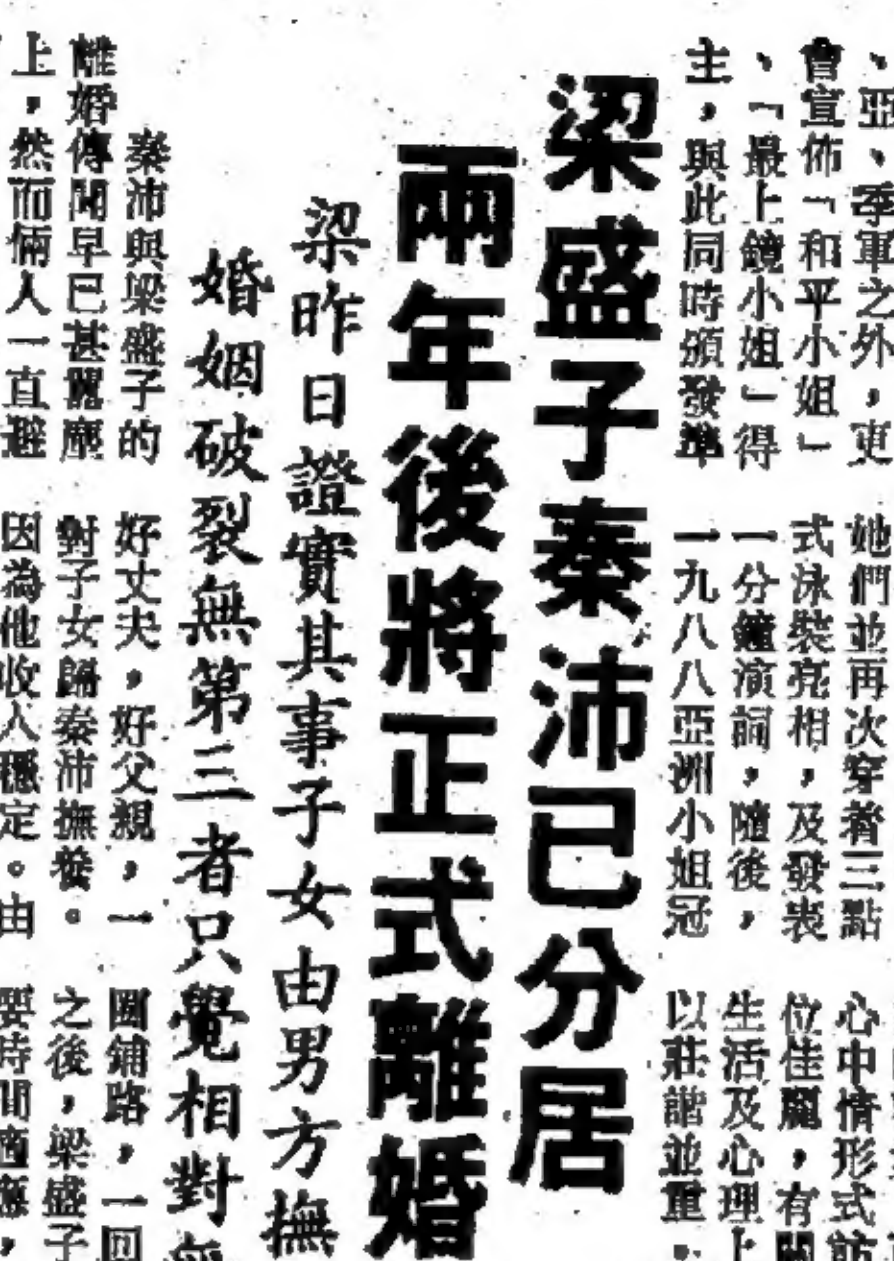 、亞、季軍之外，更
會宣佈「和平小姐」
、「最上鏡小姐」得
主，與此同時頒發準
她們並再次穿着三點
式泳裝亮相，及發表
一分鐘演詞，隨後，
一九八八亞洲小姐冠
心中情形式訪
位佳麗，有關
生活及心理上
以莊諧並重。
梁盛子秦沛已分居
兩年後將正式離婚
梁昨日證實其事子女由男方撫
婚姻破裂無第三者只覺相對無
秦沛與梁盛子的
離婚傳聞早已甚囂塵
上，然而倆人一直避
好丈夫，好父親，一
對子女歸秦沛撫養。
因為他收入穩定。由
圈鋪路，一回
之後，梁盛子
要時間適應，